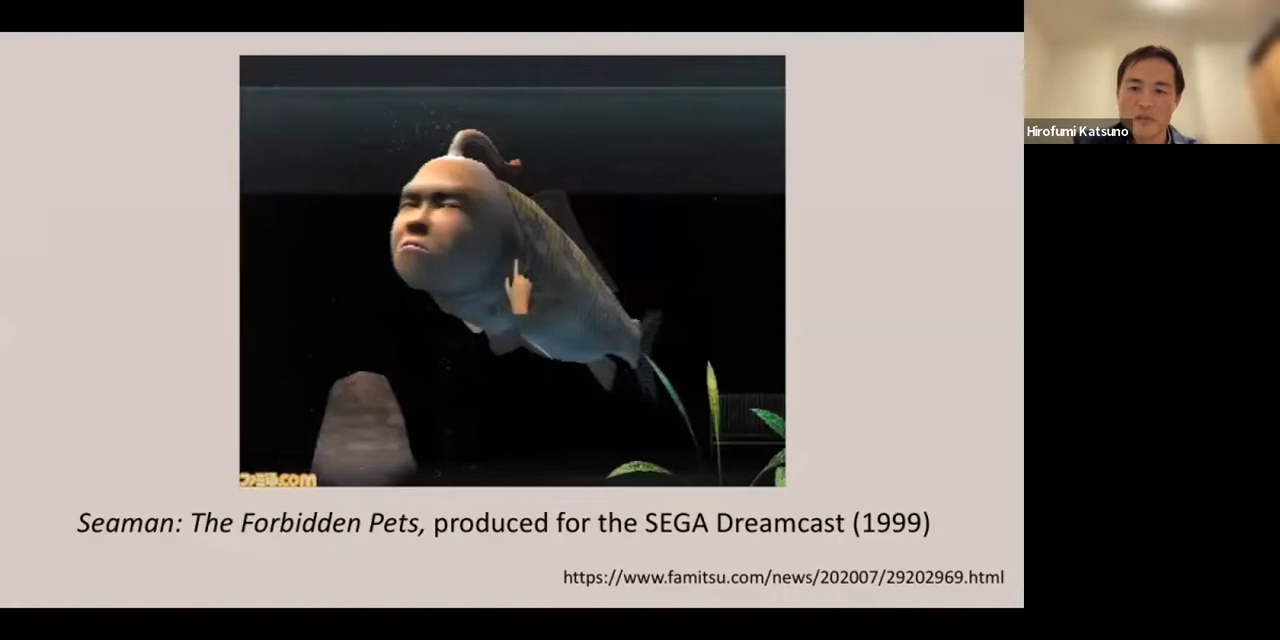 Hirofumi Katsuno
ファミ通.com
Seaman: The Forbidden Pets, produced for the SEGA Dreamcast (1999)
https://www.famitsu.com/news/202007/29202969.html